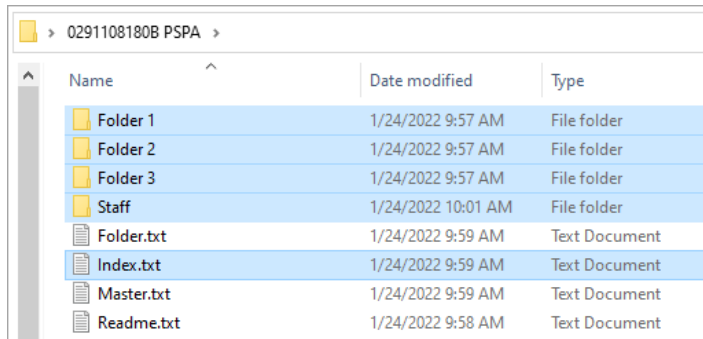 0291108180B PSPA
Name Date modified Type
Folder 1 1/24/2022 9:57 AM File folder
Folder 2 1/24/2022 9:57 AM File folder
Folder 3 1/24/2022 9:57 AM File folder
Staff 1/24/2022 10:01 AM File folder
Folder.txt 1/24/2022 9:59 AM Text Document
Index.txt 1/24/2022 9:59 AM Text Document
Master.txt 1/24/2022 9:59 AM Text Document
Readme.txt 1/24/2022 9:58 AM Text Document